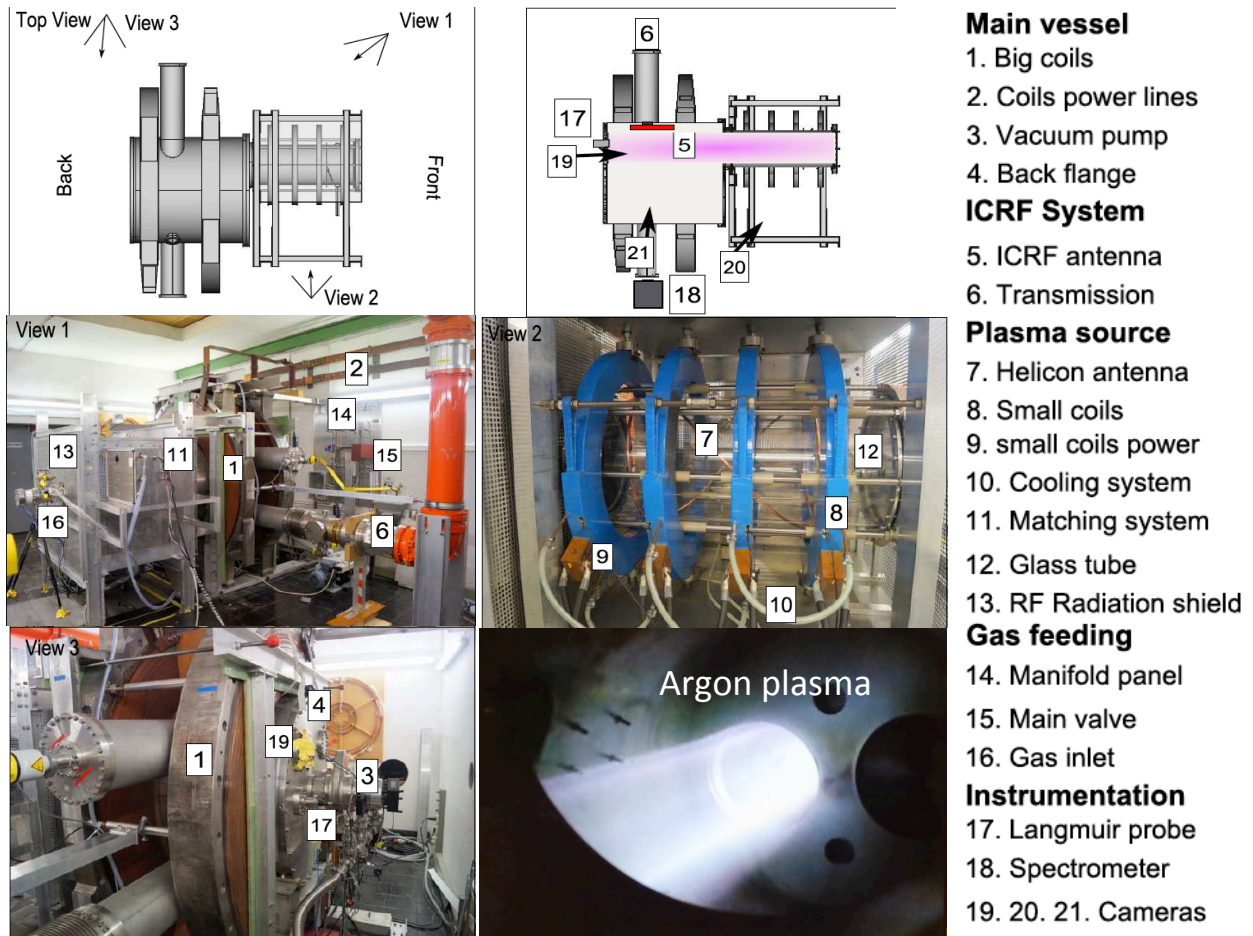 Top View
View 3
View 1
Back
Front
View 2
6
17
5
19
21
18
20
View 1
2
14
13
11
1
15
16
6
View 2
7
12
8
9
10
View 3
4
19
1
3
17
Argon plasma
Main vessel
1. Big coils
2. Coils power lines
3. Vacuum pump
4. Back flange
ICRF System
5. ICRF antenna
6. Transmission
Plasma source
7. Helicon antenna
8. Small coils
9. small coils power
10. Cooling system
11. Matching system
12. Glass tube
13. RF Radiation shield
Gas feeding
14. Manifold panel
15. Main valve
16. Gas inlet
Instrumentation
17. Langmuir probe
18. Spectrometer
19. 20. 21. Cameras